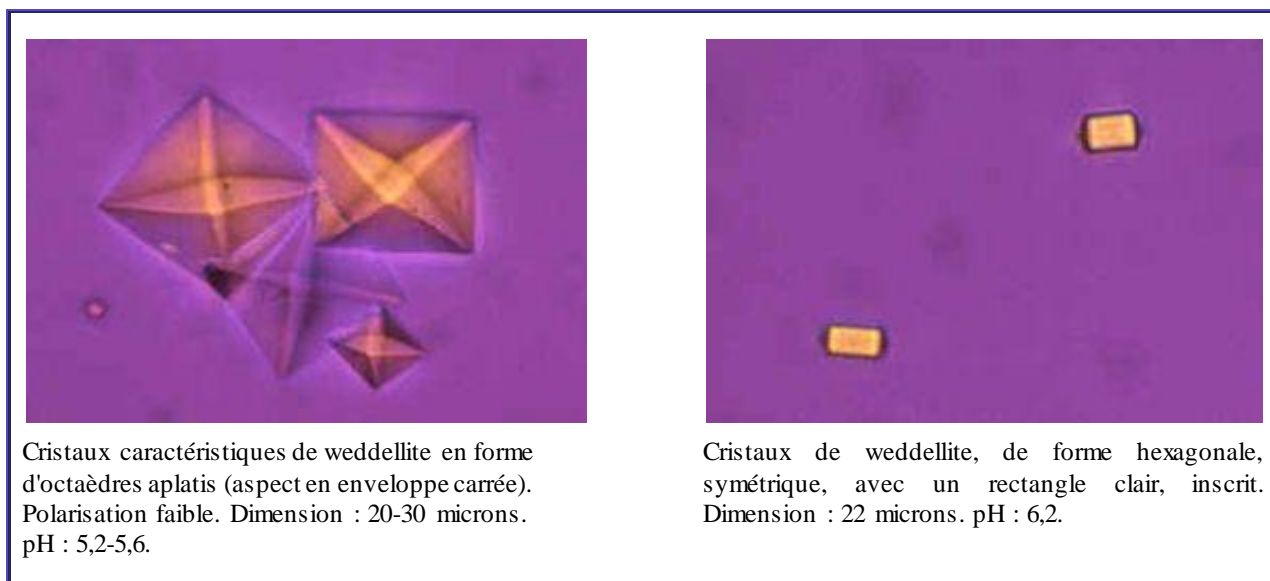 Cristaux caractéristiques de weddellite en forme
d'octaèdres aplatis (aspect en enveloppe carrée).
Polarisation faible. Dimension : 20-30 microns.
pH : 5,2-5,6.
Cristaux de weddellite, de forme hexagonale,
symétrique, avec un rectangle clair, inscrit.
Dimension : 22 microns. pH : 6,2.